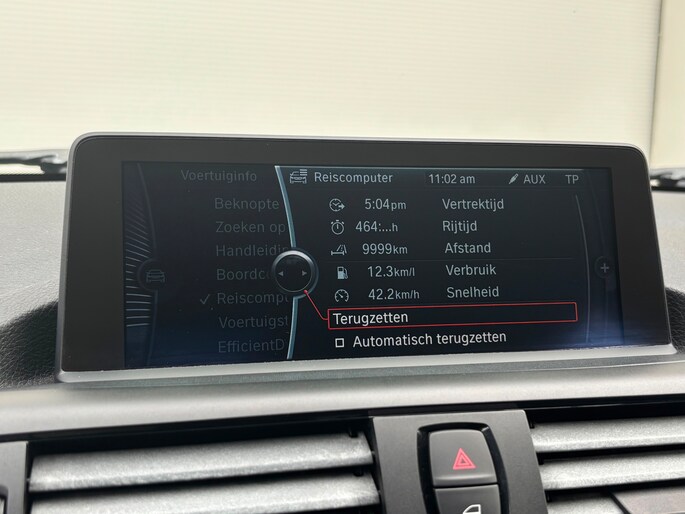 Voertuiginfo
Reiscomputer 11:02 am AUX TP
Beknopte
Zoeken op
Handleidin
Boordc
✓ Reiscompu
Voertuigst
EfficientD
5:04pm Vertrektijd
464:...h Rijtijd
9999km Afstand
12.3km/l Verbruik
42.2km/h Snelheid
Terugzetten
Automatisch terugzetten